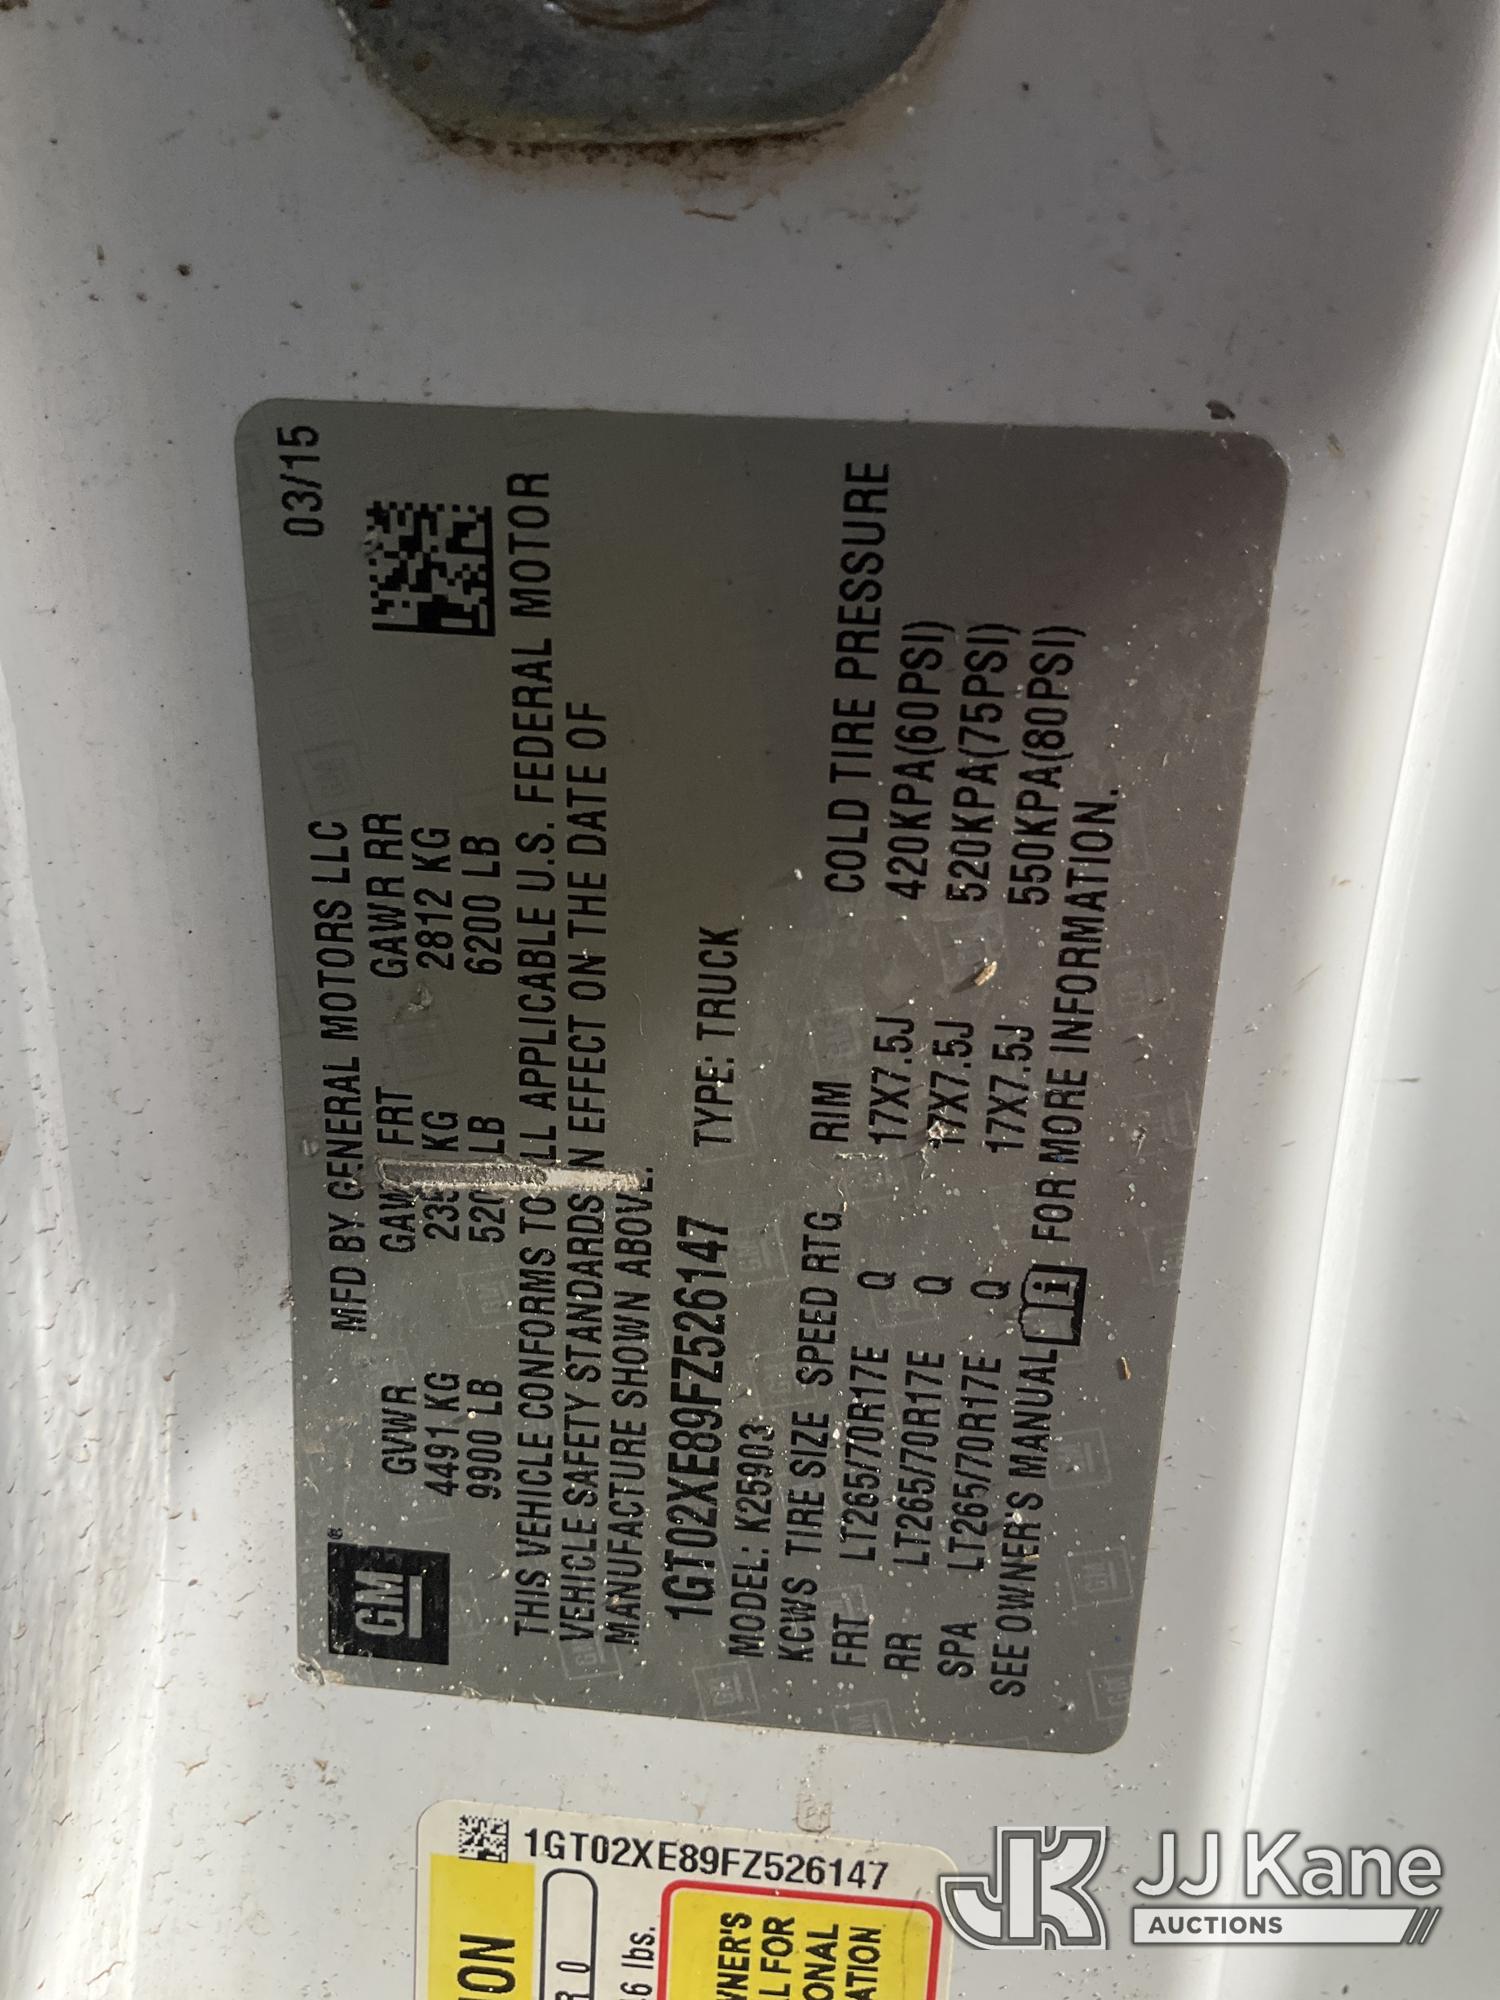 03/15
MFD BY GENERAL MOTORS LLC
GM ®
GVWR GAWR RR
4491 KG KG 2812 KG
9900 LB LB 6200 LB
THIS VEHICLE CONFORMS TO APPLICABLE U.S. FEDERAL MOTOR
VEHICLE SAFETY STANDARDS IN EFFECT ON THE DATE OF
MANUFACTURE SHOWN ABOVE.
1GT02XE89FZ526147 TYPE: TRUCK
MODEL: K25903
KCWS TIRE SIZE SPEED RTG RIM COLD TIRE PRESSURE
FRT LT265/70R17E Q 17X7.5J 420KPA(60PSI)
RR LT265/70R17E Q 17X7.5J 520KPA(75PSI)
SPA LT265/70R17E Q 17X7.5J 550KPA(80PSI)
SEE OWNER'S MANUAL i FOR MORE INFORMATION.
1GT02XE89FZ526147
lbs.
JJ Kane
AUCTIONS